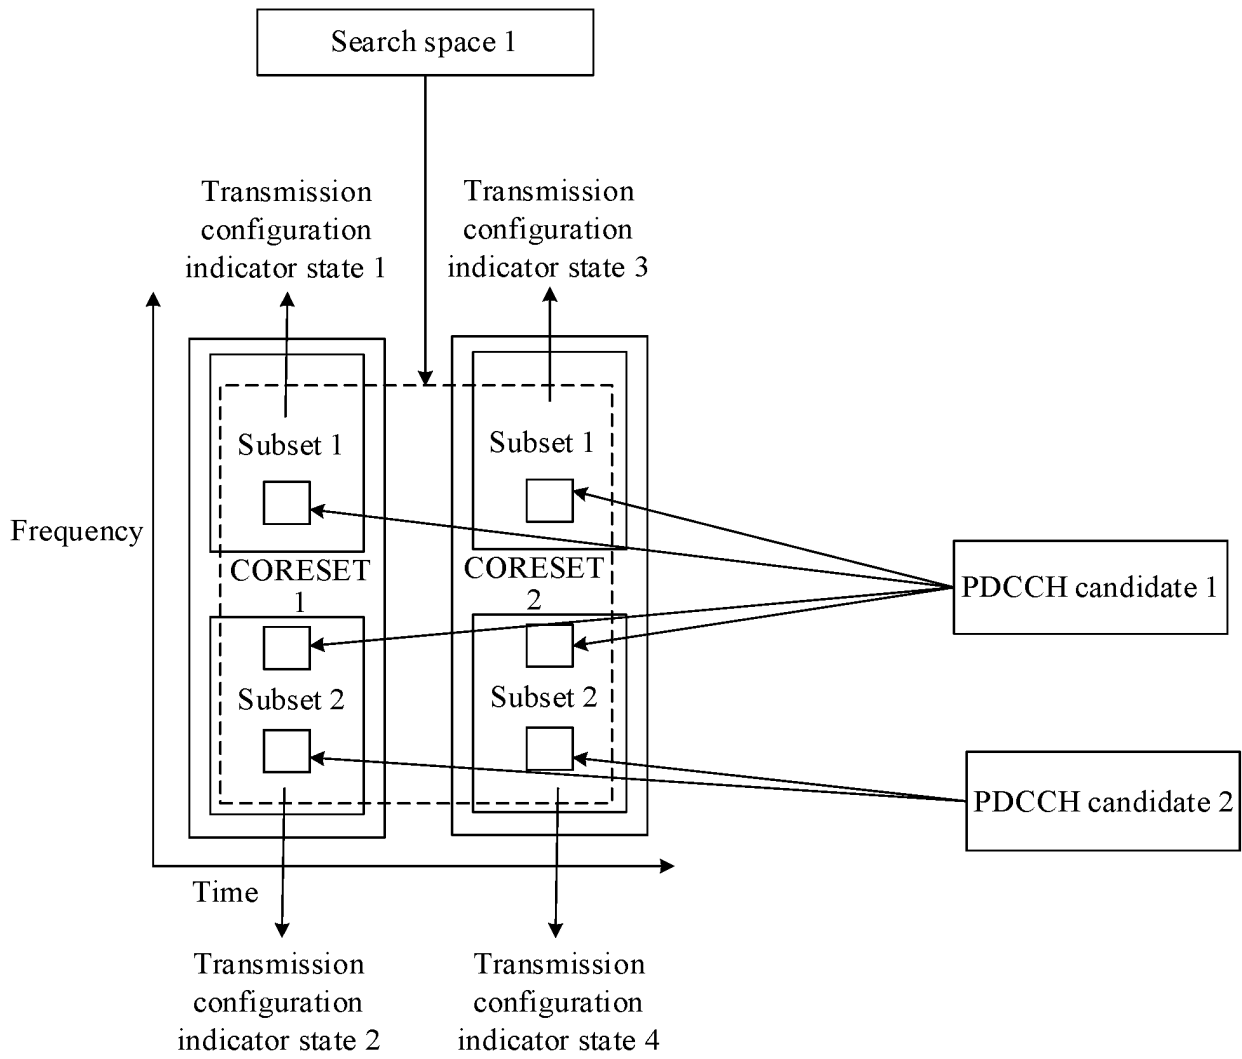 Search space 1
Transmission
configuration
indicator state 1
Transmission
configuration
indicator state 3
Subset 1
Subset 1
Frequency
CORESET
1
CORESET
2
PDCCH candidate 1
Subset 2
Subset 2
PDCCH candidate 2
Time
Transmission
configuration
indicator state 2
Transmission
configuration
indicator state 4